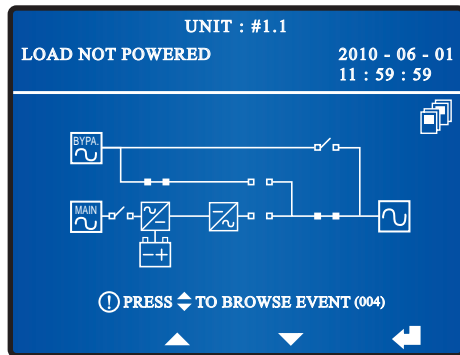 UNIT : #1.1
LOAD NOT POWERED
2010 - 06 - 01
11 : 59 : 59
BYPA.
MAIN
PRESS TO BROWSE EVENT (004)